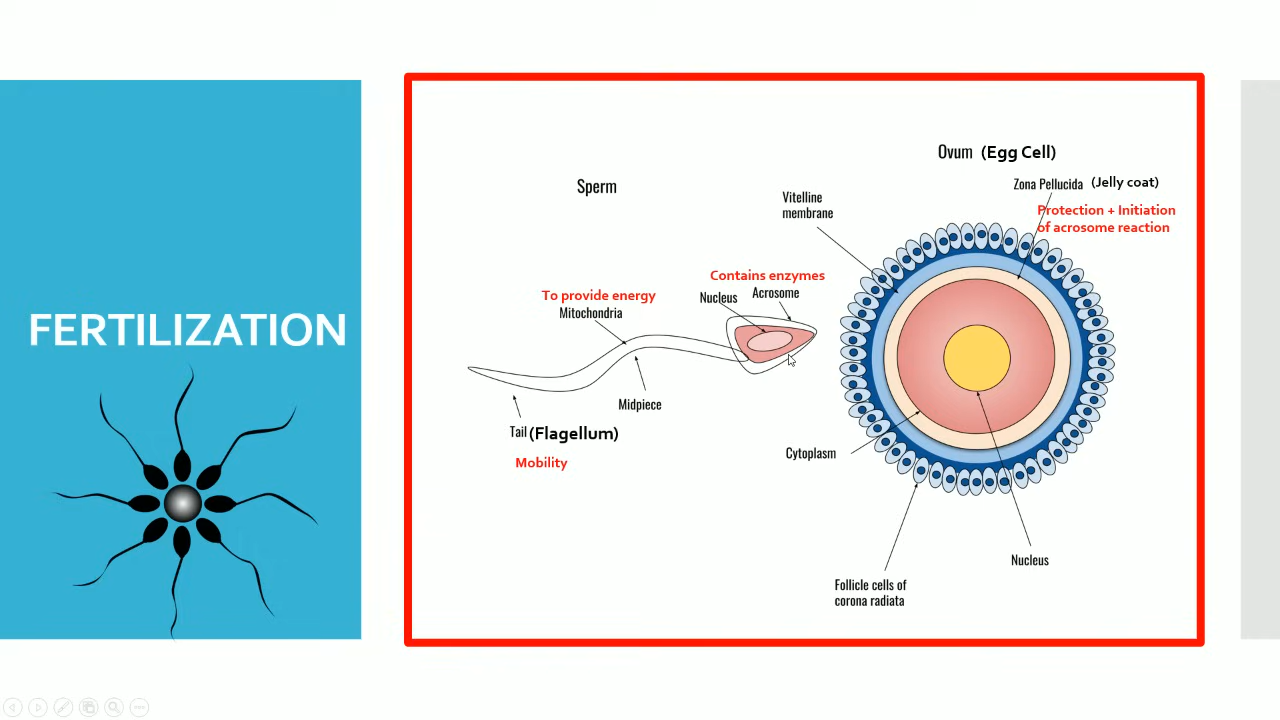 FERTILIZATION
Ovum (Egg Cell)
Sperm
Zona Pellucida (Jelly coat)
Protection + Initiation
of acrosome reaction
Vitelline
membrane
Contains enzymes
Nucleus Acrosome
To provide energy
Mitochondria
Midpiece
Tail (Flagellum)
Mobility
Cytoplasm
Nucleus
Follicle cells of
corona radiata